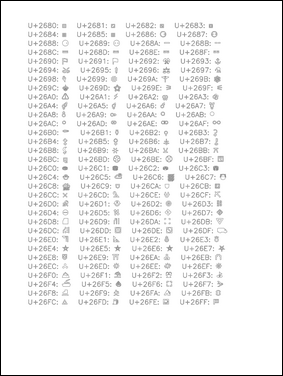 U+2680: ⚀ U+2681: ⚁ U+2682: ⚂ U+2683: ⚃
U+2684: ⚄ U+2685: ⚅ U+2686: ⚆ U+2687: ⚇
U+2688: ⚈ U+2689: ⚉ U+268A: ⚊ U+268B: ⚋
U+268C: ⚌ U+268D: ⚍ U+268E: ⚎ U+268F: ⚏
U+2690: ⚐ U+2691: ⚑ U+2692: ⚒ U+2693: ⚓
U+2694: ⚔ U+2695: ⚕ U+2696: ⚖ U+2697: ⚗
U+2698: ⚘ U+2699: ⚙ U+269A: ⚚ U+269B: ⚛
U+269C: ⚜ U+269D: ⚝ U+269E: ⚞ U+269F: ⚟
U+26A0: ⚠ U+26A1: ⚡ U+26A2: ⚢ U+26A3: ⚣
U+26A4: ⚤ U+26A5: ⚥ U+26A6: ⚦ U+26A7: ⚧
U+26A8: ⚨ U+26A9: ⚩ U+26AA: ⚪ U+26AB: ⚫
U+26AC: ⚬ U+26AD: ⚭ U+26AE: ⚮ U+26AF: ⚯
U+26B0: ⚰ U+26B1: ⚱ U+26B2: ⚲ U+26B3: ⚳
U+26B4: ⚴ U+26B5: ⚵ U+26B6: ⚶ U+26B7: ⚷
U+26B8: ⚸ U+26B9: ⚹ U+26BA: ⚺ U+26BB: ⚻
U+26BC: ⚼ U+26BD: ⚽ U+26BE: ⚾ U+26BF: ⚿
U+26C0: ⛀ U+26C1: ⛁ U+26C2: ⛂ U+26C3: ⛃
U+26C4: ⛄ U+26C5: ⛅ U+26C6: ⛆ U+26C7: ⛇
U+26C8: ⛈ U+26C9: ⛉ U+26CA: ⛊ U+26CB: ⛋
U+26CC: ⛌ U+26CD: ⛍ U+26CE: ⛎ U+26CF: ⛏
U+26D0: ⛐ U+26D1: ⛑ U+26D2: ⛒ U+26D3: ⛓
U+26D4: ⛔ U+26D5: ⛕ U+26D6: ⛖ U+26D7: ⛗
U+26D8: ⛘ U+26D9: ⛙ U+26DA: ⛚ U+26DB: ⛛
U+26DC: ⛜ U+26DD: ⛝ U+26DE: ⛞ U+26DF: ⛟
U+26E0: ⛠ U+26E1: ⛡ U+26E2: ⛢ U+26E3: ⛣
U+26E4: ⛤ U+26E5: ⛥ U+26E6: ⛦ U+26E7: ⛧
U+26E8: ⛨ U+26E9: ⛩ U+26EA: ⛪ U+26EB: ⛫
U+26EC: ⛬ U+26ED: ⛭ U+26EE: ⛮ U+26EF: ⛯
U+26F0: ⛰ U+26F1: ⛱ U+26F2: ⛲ U+26F3: ⛳
U+26F4: ⛴ U+26F5: ⛵ U+26F6: ⛶ U+26F7: ⛷
U+26F8: ⛸ U+26F9: ⛹ U+26FA: ⛺ U+26FB: ⛻
U+26FC: ⛼ U+26FD: ⛽ U+26FE: ⛾ U+26FF: ⛿